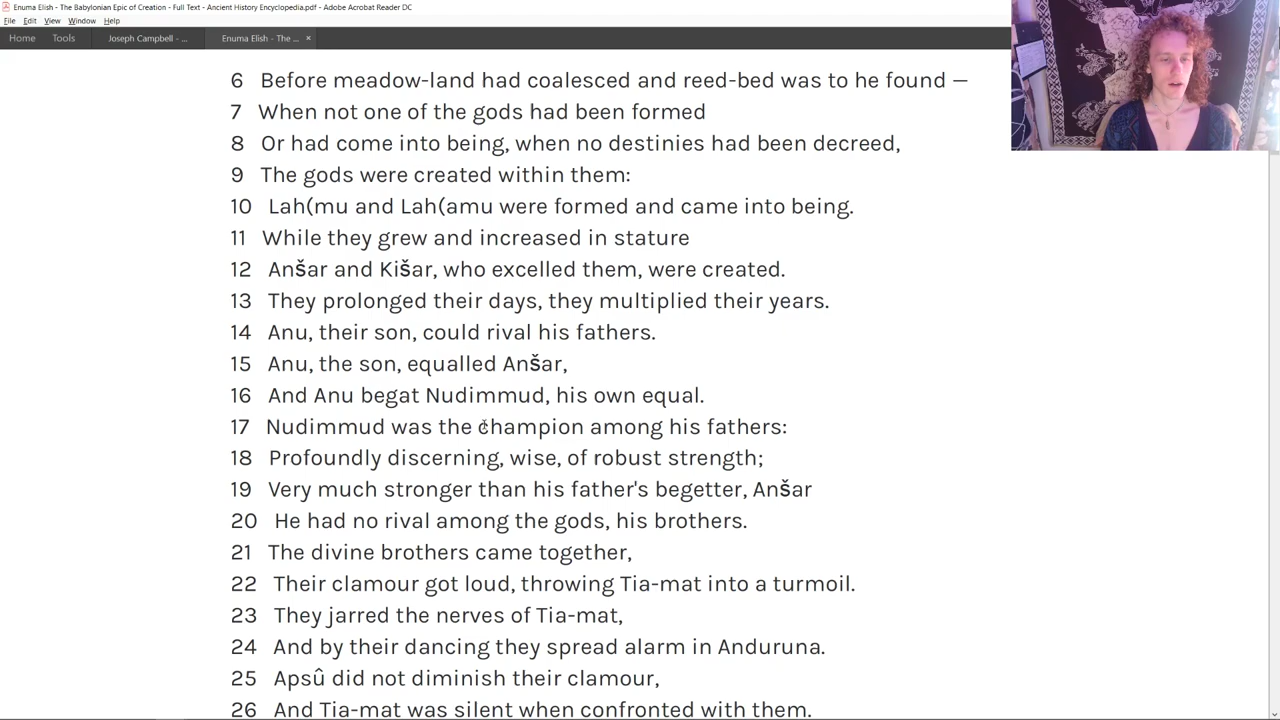 Enuma Elish - The Babylonian Epic of Creation - Full Text - Ancient History Encyclopedia.pdf - Adobe Acrobat Reader DC
File Edit View Window Help
Home Tools Joseph Campbell - ... Enuma Elish - The ... ×
6 Before meadow-land had coalesced and reed-bed was to he found —
7 When not one of the gods had been formed
8 Or had come into being, when no destinies had been decreed,
9 The gods were created within them:
10 Lah(mu and Lah(amu were formed and came into being.
11 While they grew and increased in stature
12 Anšar and Kišar, who excelled them, were created.
13 They prolonged their days, they multiplied their years.
14 Anu, their son, could rival his fathers.
15 Anu, the son, equalled Anšar,
16 And Anu begat Nudimmud, his own equal.
17 Nudimmud was the champion among his fathers:
18 Profoundly discerning, wise, of robust strength;
19 Very much stronger than his father's begetter, Anšar
20 He had no rival among the gods, his brothers.
21 The divine brothers came together,
22 Their clamour got loud, throwing Tia-mat into a turmoil.
23 They jarred the nerves of Tia-mat,
24 And by their dancing they spread alarm in Anduruna.
25 Apsû did not diminish their clamour,
26 And Tia-mat was silent when confronted with them.